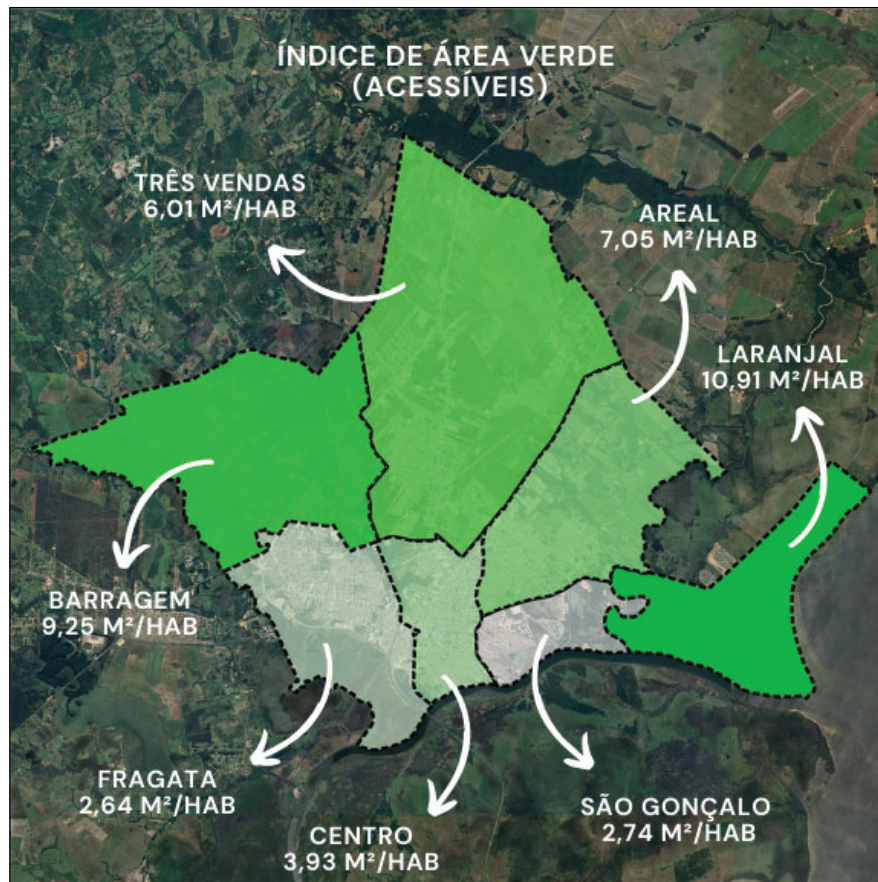 ÍNDICE DE ÁREA VERDE
(ACESSÍVEIS)
TRÊS VENDAS
6,01 M²/HAB
AREAL
7,05 M²/HAB
LARANJAL
10,91 M²/HAB
BARRAGEM
9,25 M²/HAB
FRAGATA
2,64 M²/HAB
CENTRO
3,93 M²/HAB
SÃO GONÇALO
2,74 M²/HAB